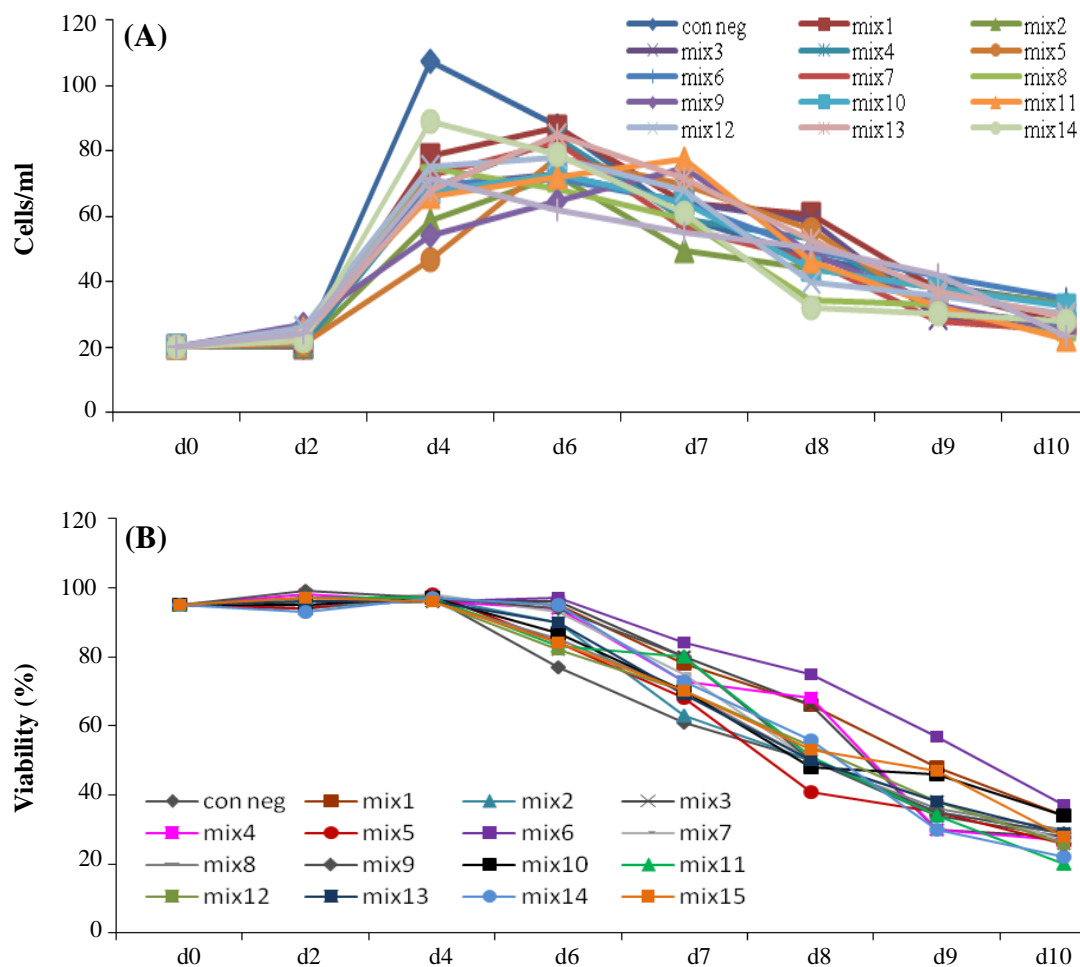 (A)
120
100
80
60
40
20
0
Cells/ml
con neg mix1 mix2
mix3 mix4 mix5
mix6 mix7 mix8
mix9 mix10 mix11
mix12 mix13 mix14
d0 d2 d4 d6 d7 d8 d9 d10
(B)
120
100
80
60
40
20
0
Viability (%)
con neg mix1 mix2 mix3
mix4 mix5 mix6 mix7
mix8 mix9 mix10 mix11
mix12 mix13 mix14 mix15
d0 d2 d4 d6 d7 d8 d9 d10